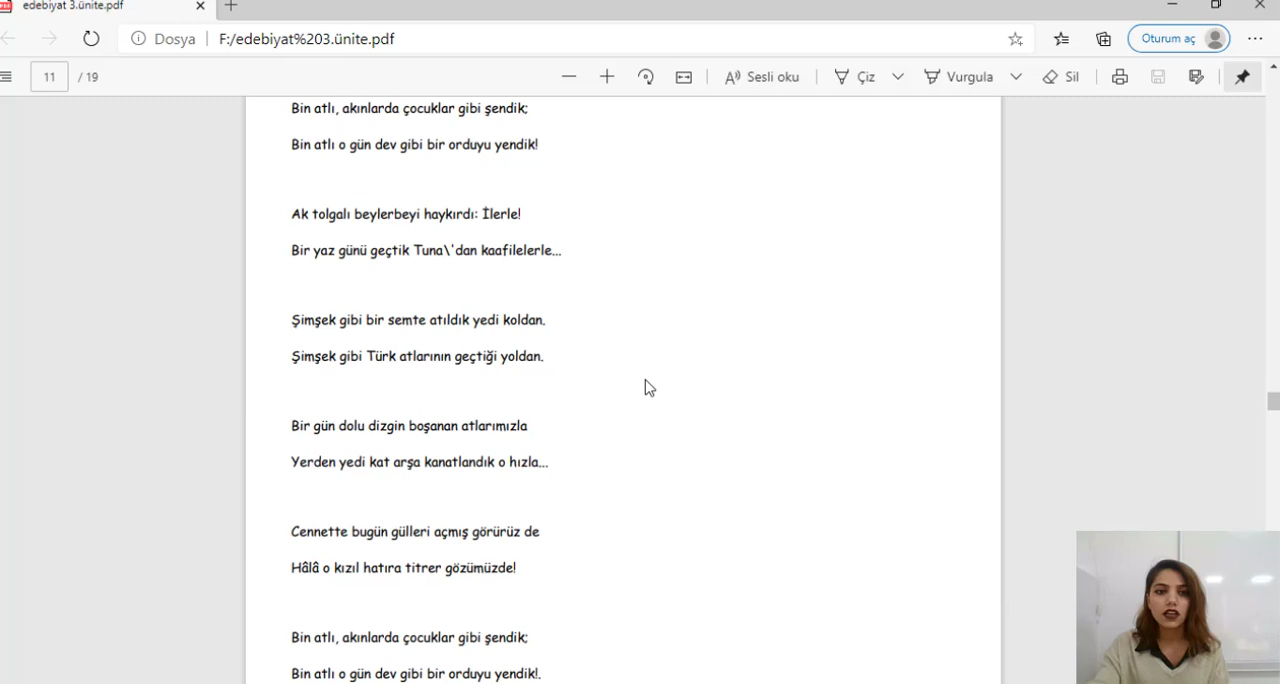 edebiyat 3.ünite.pdf
Dosya
F:/edebiyat%203.ünite.pdf
Oturum aç
11 / 19
Sesli oku
Çiz
Vurgula
Sil
Bin atlı, akınlarda çocuklar gibi şendik;
Bin atlı o gün dev gibi bir orduyu yendik!
Ak tolgalı beylerbeyi haykırdı: İlerle!
Bir yaz günü geçtik Tuna\'dan kaafilelerle...
Şimşek gibi bir semte atıldık yedi koldan.
Şimşek gibi Türk atlarının geçtiği yoldan.
Bir gün dolu dizgin boşanan atlarımızla
Yerden yedi kat arşa kanatlandık o hızla...
Cennette bugün gülleri açmış görürüz de
Hâlâ o kızıl hatıra titrer gözümüzde!
Bin atlı, akınlarda çocuklar gibi şendik;
Bin atlı o gün dev gibi bir orduyu yendik!.